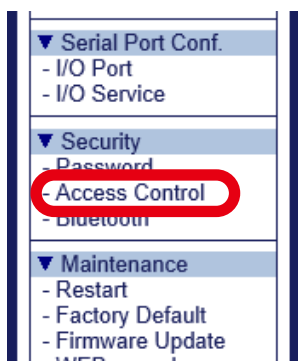 ▼ Serial Port Conf.
- I/O Port
- I/O Service
▼ Security
- Password
- Access Control
- Bluetooth
▼ Maintenance
- Restart
- Factory Default
- Firmware Update